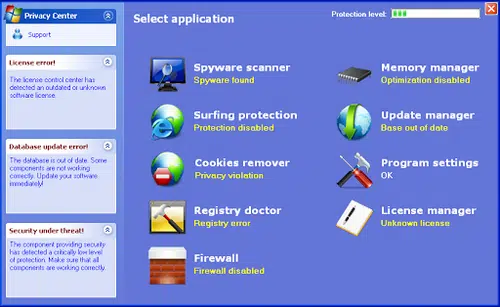 Privacy Center
Support
License error!
The license control center has
detected an outdated or unknown
software license.
Database update error!
The database is out of date. Some
components are not working
correctly. Update your software
immediately!
Security under threat!
The component providing security
has detected a critically low level
of protection. Make sure that all
components are working correctly.
Select application
Protection level:
Spyware scanner
Spyware found
Memory manager
Optimization disabled
Surfing protection
Protection disabled
Update manager
Base out of date
Cookies remover
Privacy violation
Program settings
OK
Registry doctor
Registry error
License manager
Unknown license
Firewall
Firewall disabled